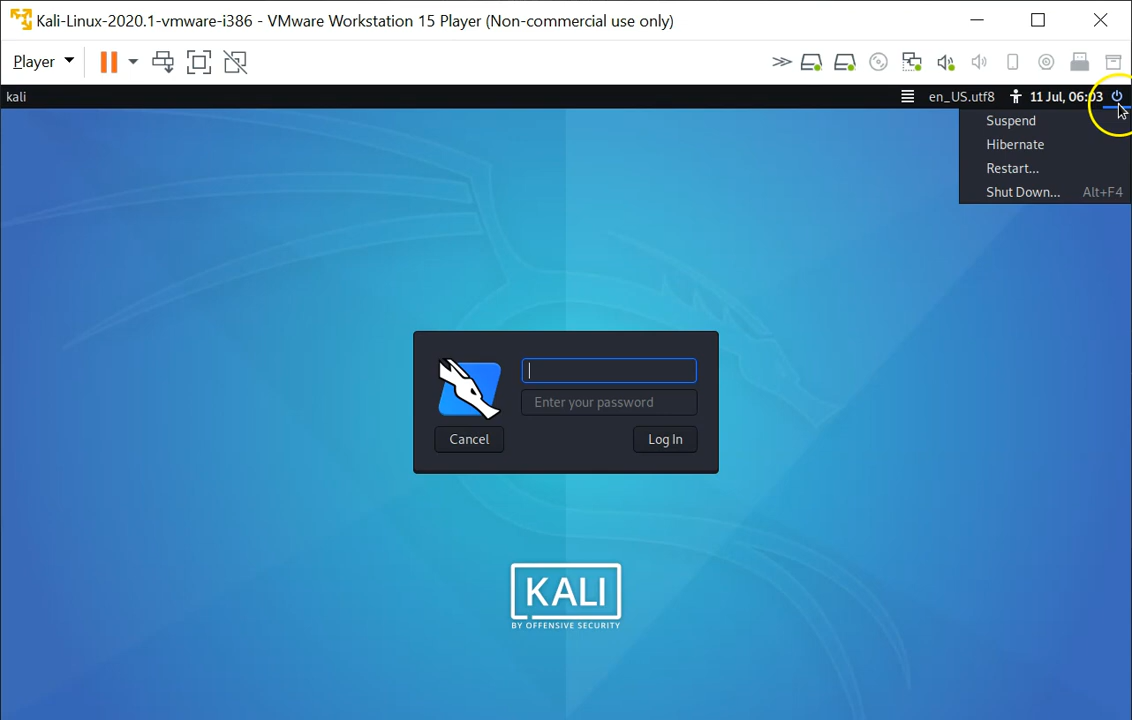 Kali-Linux-2020.1-vmware-i386 - VMware Workstation 15 Player (Non-commercial use only)
Player
kali en_US.utf8 11 Jul, 06:03
Suspend
Hibernate
Restart...
Shut Down... Alt+F4
Enter your password
Cancel Log In
KALI
BY OFFENSIVE SECURITY